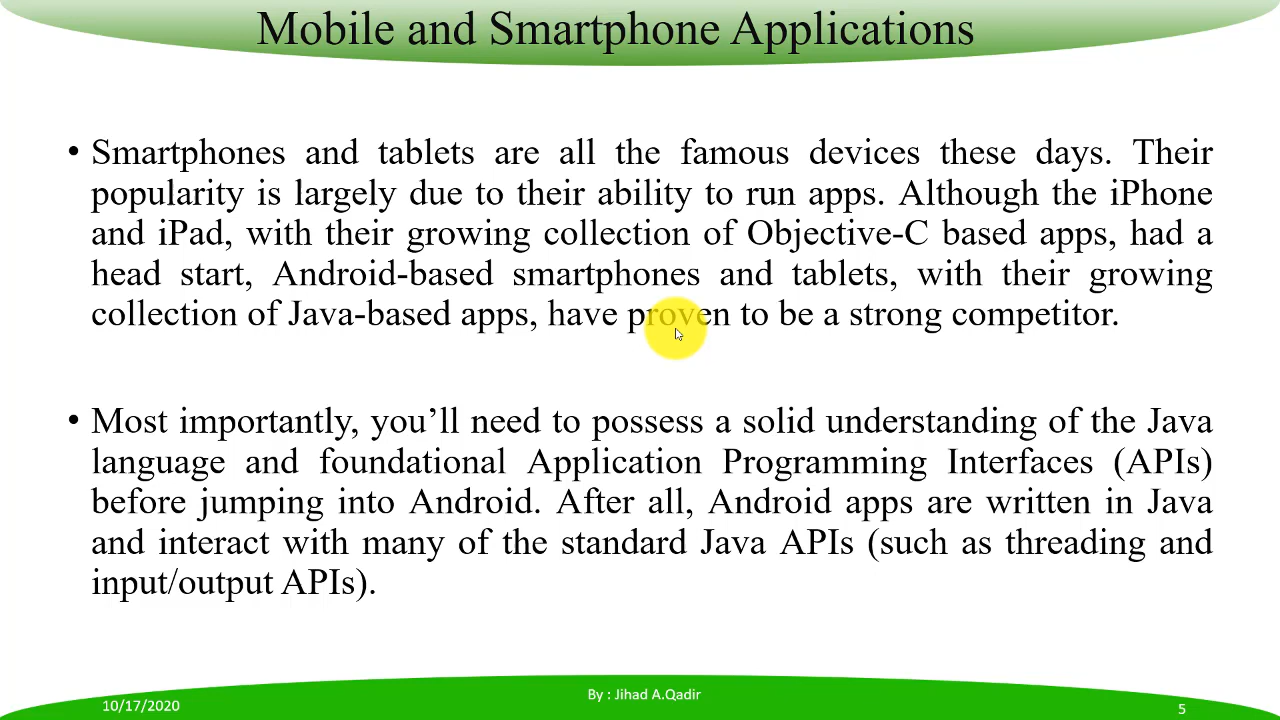 Mobile and Smartphone Applications
• Smartphones and tablets are all the famous devices these days. Their
popularity is largely due to their ability to run apps. Although the iPhone
and iPad, with their growing collection of Objective-C based apps, had a
head start, Android-based smartphones and tablets, with their growing
collection of Java-based apps, have proven to be a strong competitor.
• Most importantly, you’ll need to possess a solid understanding of the Java
language and foundational Application Programming Interfaces (APIs)
before jumping into Android. After all, Android apps are written in Java
and interact with many of the standard Java APIs (such as threading and
input/output APIs).
10/17/2020
By : Jihad A.Qadir
5